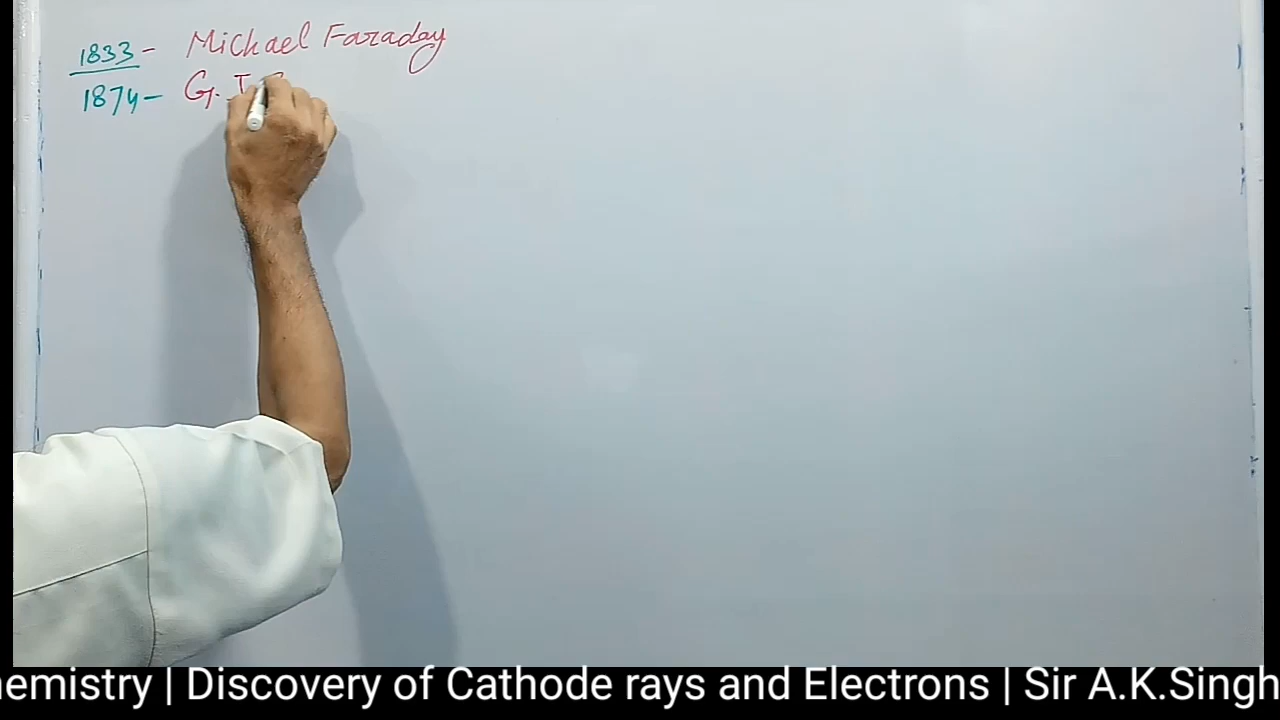 1833 - Michael Faraday
1874 - G.
hemistry | Discovery of Cathode rays and Electrons | Sir A.K.Singh